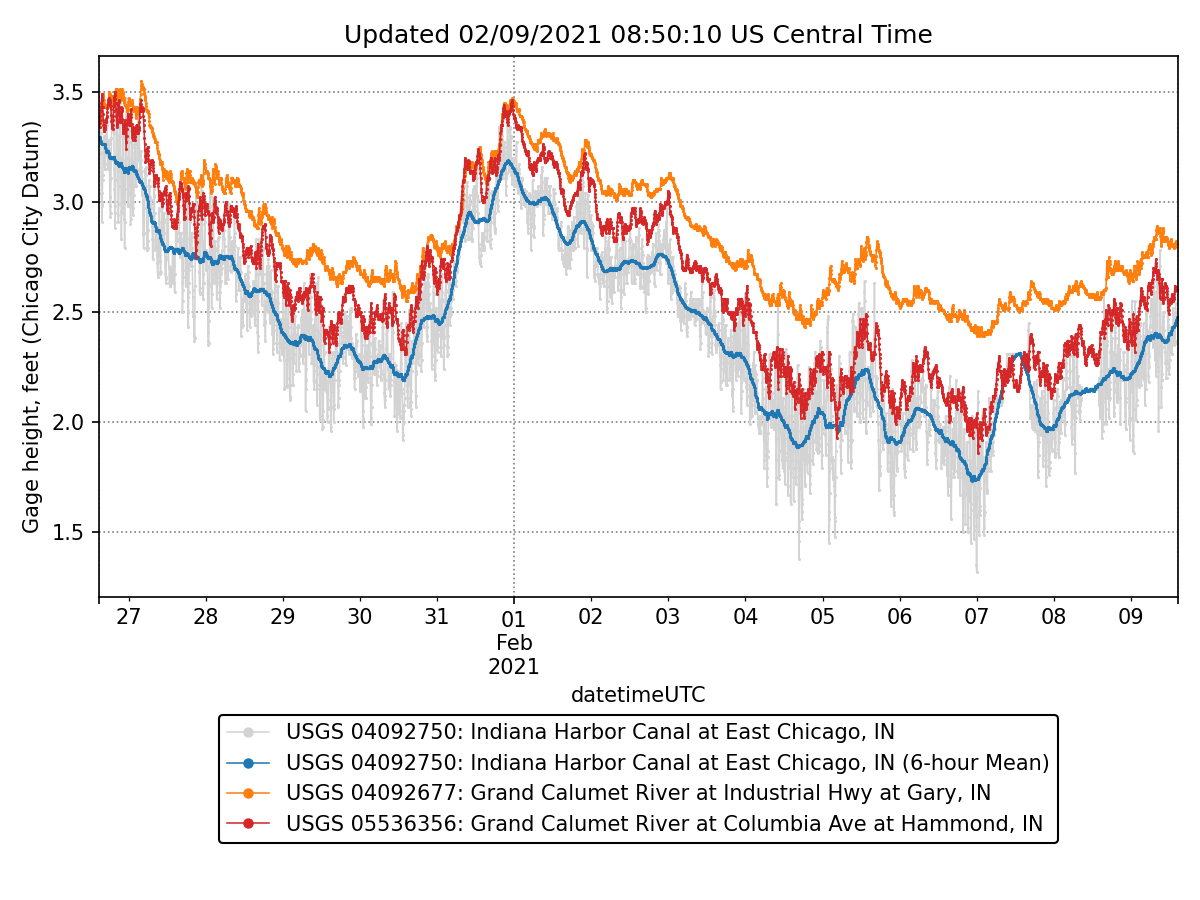 Updated 02/09/2021 08:50:10 US Central Time
Gage height, feet (Chicago City Datum)
3.5
3.0
2.5
2.0
1.5
27 28 29 30 31 01 02 03 04 05 06 07 08 09
Feb
2021
datetimeUTC
USGS 04092750: Indiana Harbor Canal at East Chicago, IN
USGS 04092750: Indiana Harbor Canal at East Chicago, IN (6-hour Mean)
USGS 04092677: Grand Calumet River at Industrial Hwy at Gary, IN
USGS 05536356: Grand Calumet River at Columbia Ave at Hammond, IN